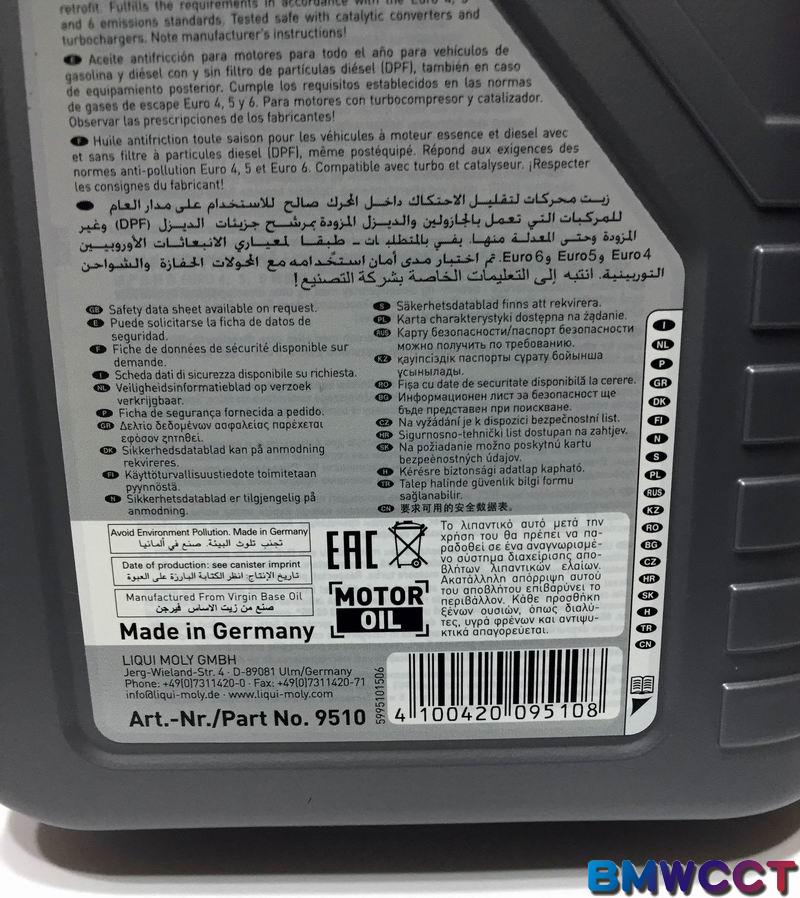 retrofit. Fulfills the requirements in accordance with the Euro 4, 5
and 6 emissions standards. Tested safe with catalytic converters and
turbochargers. Note manufacturer's instructions!
E Aceite antifricción para motores para todo el año para vehículos de
gasolina y diésel con y sin filtro de partículas diésel (DPF), también en caso
de equipamiento posterior. Cumple los requisitos establecidos en las normas
de gases de escape Euro 4, 5 y 6. Para motores con turbocompresor y catalizador.
Observar las prescripciones de los fabricantes!
F Huile antifriction toute saison pour les véhicules à moteur essence et diesel avec
et sans filtre à particules diesel (DPF), même postéquipé. Répond aux exigences des
normes anti-pollution Euro 4, 5 et Euro 6. Compatible avec turbo et catalyseur. ¡Respecter
les consignes du fabricant!
زيت محركات لتقليل الاحتكاك داخل المحرك صالح للاستخدام على مدار العام
للمركبات التي تعمل بالجازولين والديزل المزودة بمرشح جزيئات الديزل (DPF) وغير
المزودة وحتى المعدلة منها. يفي بالمتطلبات - طبقا لمعياري الانبعاثات الأوروبيين
Euro 4 وEuro5 وEuro6. تم اختبار مدى أمان استخدامه مع المحولات الحفازة والشواحن
التوربينية. انتبه إلى التعليمات الخاصة بشركة التصنيع!
GB Safety data sheet available on request.
E Puede solicitarse la ficha de datos de
seguridad.
F Fiche de données de sécurité disponible sur
demande.
I Scheda dati di sicurezza disponibile su richiesta.
NL Veiligheidsinformatieblad op verzoek
verkrijgbaar.
P Ficha de segurança fornecida a pedido.
GR Δελτίο δεδομένων ασφαλείας παρέχεται
εφόσον ζητηθεί.
DK Sikkerhedsdatablad kan på anmodning
rekvireres.
FI Käyttöturvallisuustiedote toimitetaan
pyynnöstä.
N Sikkerhetsdatablad er tilgjengelig på
anmodning.
S Säkerhetsdatablad finns att rekvirera.
PL Karta charakterystyki dostępna na żądanie.
RUS Карту безопасности/паспорт безопасности
можно получить по требованию.
KZ қауіпсіздік паспорты сұрату бойынша
ұсынылады.
RO Fişa cu date de securitate disponibilă la cerere.
BG Информационен лист за безопасност ще
бъде представен при поискване.
CZ Na vyžádání je k dispozici bezpečnostní list.
HR Sigurnosno-tehnički list dostupan na zahtjev.
SK Na požiadanie možno poskytnú kartu
bezpeénostných údajov.
H Kérésre biztonsági adatlap kapható.
TR Talep halinde güvenlik bilgi formu
sağlanabilir.
CN 要求可用的安全数据表。
I
NL
P
GR
DK
FI
N
S
PL
RUS
KZ
RO
BG
CZ
HR
SK
H
TR
CN
Avoid Environment Pollution. Made in Germany
تجنب تلوث البيئة. صنع في ألمانيا
Date of production: see canister imprint
تاريخ الإنتاج: انظر الكتابة البارزة على العبوة
Manufactured From Virgin Base Oil
صنع من زيت الاساس فيرجن
Made in Germany
EAC
MOTOR
OIL
Το λιπαντικό αυτό μετά την
χρήση του θα πρέπει να πα-
ραδοθεί σε ένα αναγνωρισμέ-
νο σύστημα διαχείρισης απο-
βλήτων λιπαντικών ελαίων.
Ακατάλληλη απόρριψη αυτού
του αποβλήτου επιβαρύνει το
περιβάλλον. Κάθε προσθήκη
ξένων ουσιών, όπως διαλύ-
τες, υγρά φρένων και αντιψυ-
κτικά απαγορεύεται.
LIQUI MOLY GMBH
Jerg-Wieland-Str. 4 · D-89081 Ulm/Germany
Phone: +49(0)7311420-0 · Fax: +49(0)7311420-71
info@liqui-moly.de · www.liqui-moly.com
Art.-Nr./Part No. 9510
5995101506
4 100420 095108
BMWCCT